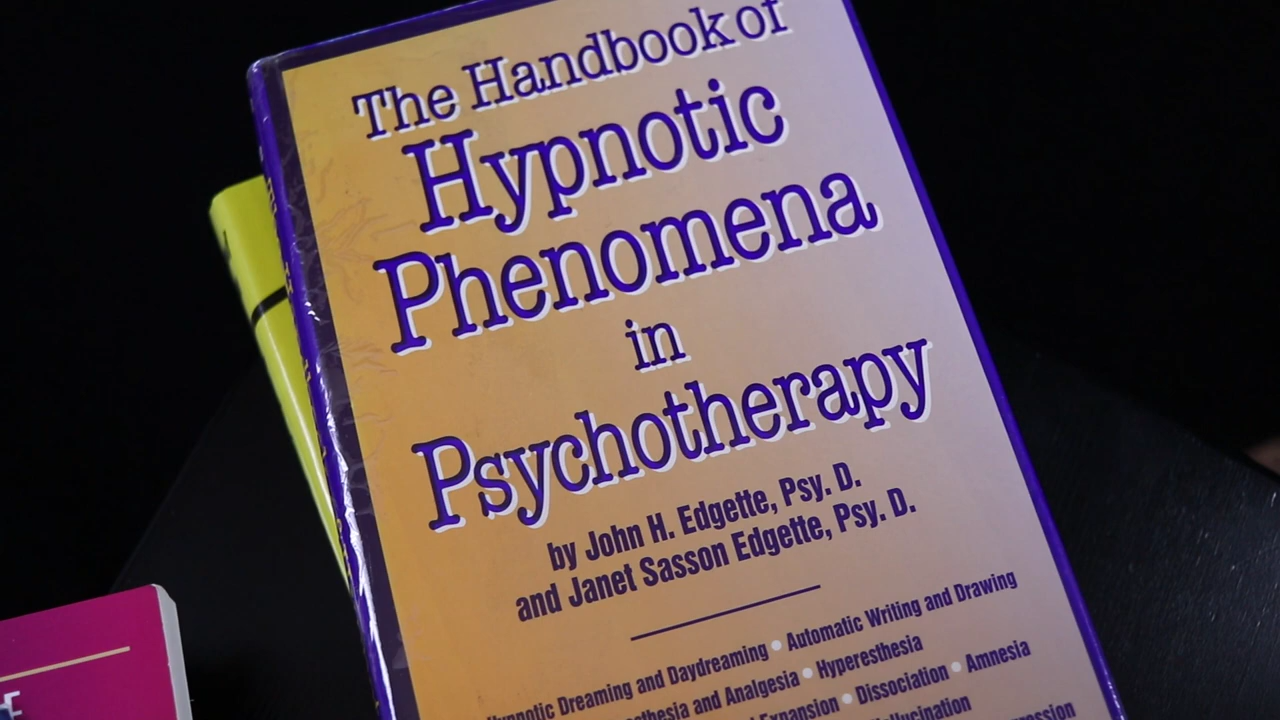 The Handbook of
Hypnotic
Phenomena
in
Psychotherapy
by John H. Edgette, Psy. D.
and Janet Sasson Edgette, Psy. D.
Hypnotic Dreaming and Daydreaming • Automatic Writing and Drawing
and Analgesia • Hyperesthesia
Expansion • Dissociation • Amnesia